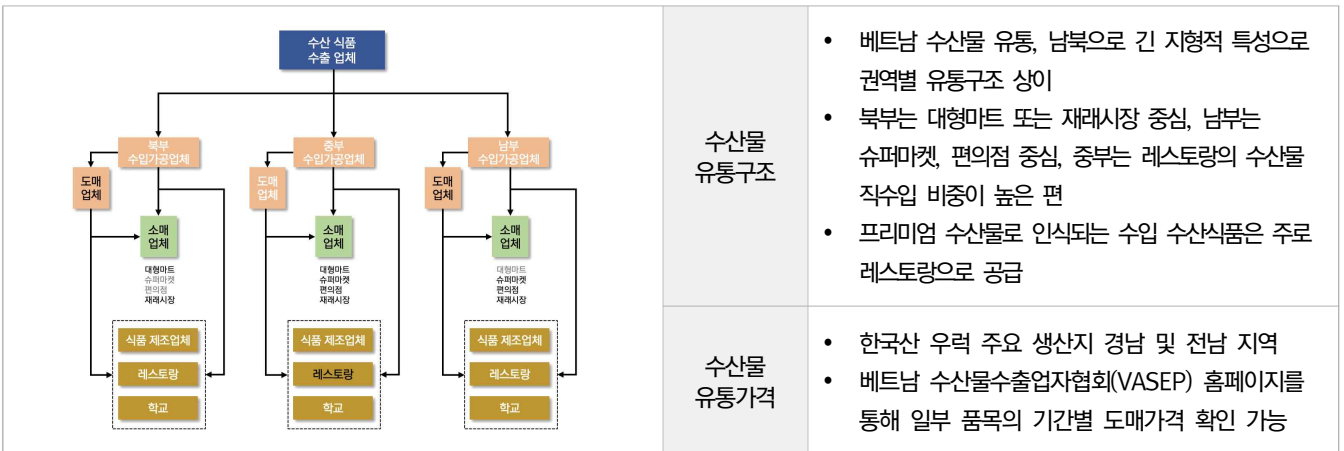 수산 식품
수출 업체
북부
수입가공업체
도매
업체
소매
업체
대형마트
슈퍼마켓
편의점
재래시장
식품 제조업체
레스토랑
학교
중부
수입가공업체
도매
업체
소매
업체
대형마트
슈퍼마켓
편의점
재래시장
식품 제조업체
레스토랑
학교
남부
수입가공업체
도매
업체
소매
업체
대형마트
슈퍼마켓
편의점
재래시장
식품 제조업체
레스토랑
학교
수산물
유통구조
• 베트남 수산물 유통, 남북으로 긴 지형적 특성으로
권역별 유통구조 상이
• 북부는 대형마트 또는 재래시장 중심, 남부는
슈퍼마켓, 편의점 중심, 중부는 레스토랑의 수산물
직수입 비중이 높은 편
• 프리미엄 수산물로 인식되는 수입 수산식품은 주로
레스토랑으로 공급
수산물
유통가격
• 한국산 우럭 주요 생산지 경남 및 전남 지역
• 베트남 수산물수출업자협회(VASEP) 홈페이지를
통해 일부 품목의 기간별 도매가격 확인 가능